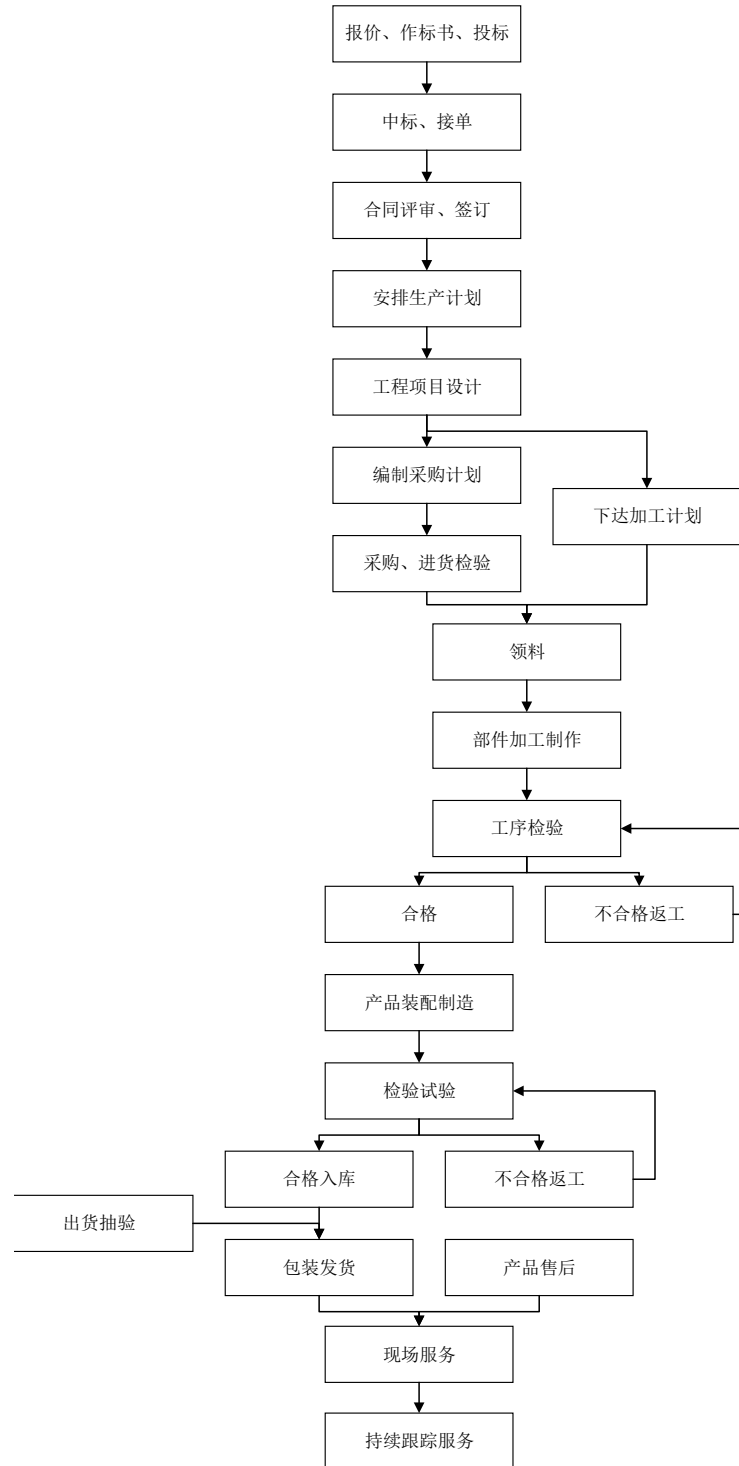 报价、作标书、投标
中标、接单
合同评审、签订
安排生产计划
工程项目设计
编制采购计划
下达加工计划
采购、进货检验
领料
部件加工制作
工序检验
合格
不合格返工
产品装配制造
检验试验
合格入库
不合格返工
出货抽验
包装发货
产品售后
现场服务
持续跟踪服务